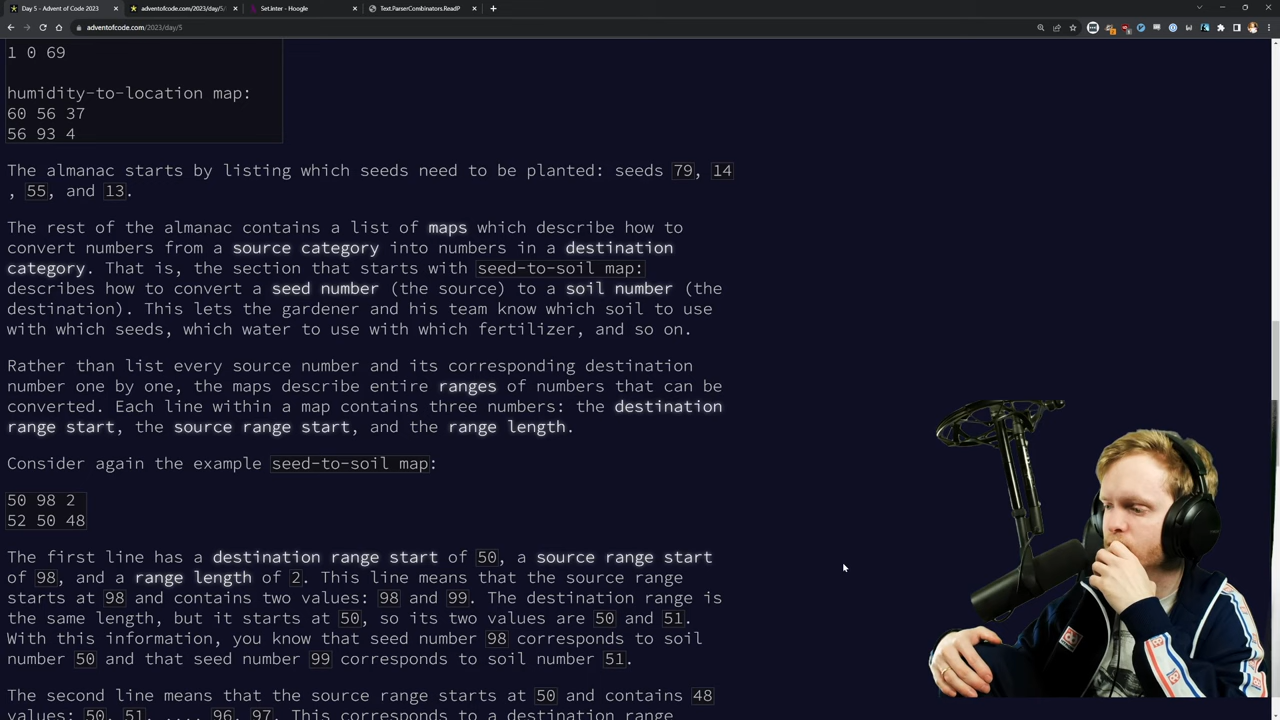 Day 5 - Advent of Code 2023
adventofcode.com/2023/day/5/
Set.Inter - Hoogle
Text.ParserCombinators.ReadP
adventofcode.com/2023/day/5
1 0 69
humidity-to-location map:
60 56 37
56 93 4
The almanac starts by listing which seeds need to be planted: seeds 79, 14
, 55, and 13.
The rest of the almanac contains a list of maps which describe how to
convert numbers from a source category into numbers in a destination
category. That is, the section that starts with seed-to-soil map:
describes how to convert a seed number (the source) to a soil number (the
destination). This lets the gardener and his team know which soil to use
with which seeds, which water to use with which fertilizer, and so on.
Rather than list every source number and its corresponding destination
number one by one, the maps describe entire ranges of numbers that can be
converted. Each line within a map contains three numbers: the destination
range start, the source range start, and the range length.
Consider again the example seed-to-soil map:
50 98 2
52 50 48
The first line has a destination range start of 50, a source range start
of 98, and a range length of 2. This line means that the source range
starts at 98 and contains two values: 98 and 99. The destination range is
the same length, but it starts at 50, so its two values are 50 and 51.
With this information, you know that seed number 98 corresponds to soil
number 50 and that seed number 99 corresponds to soil number 51.
The second line means that the source range starts at 50 and contains 48
values: 50, 51, ..., 96, 97. This corresponds to a destination range